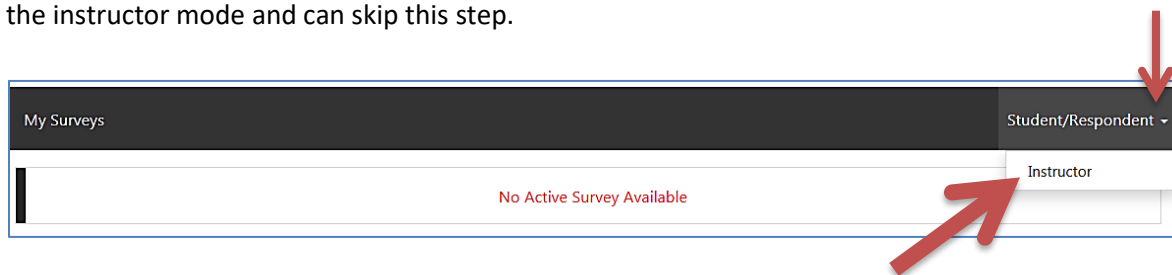 the instructor mode and can skip this step.
My Surveys
Student/Respondent
Instructor
No Active Survey Available